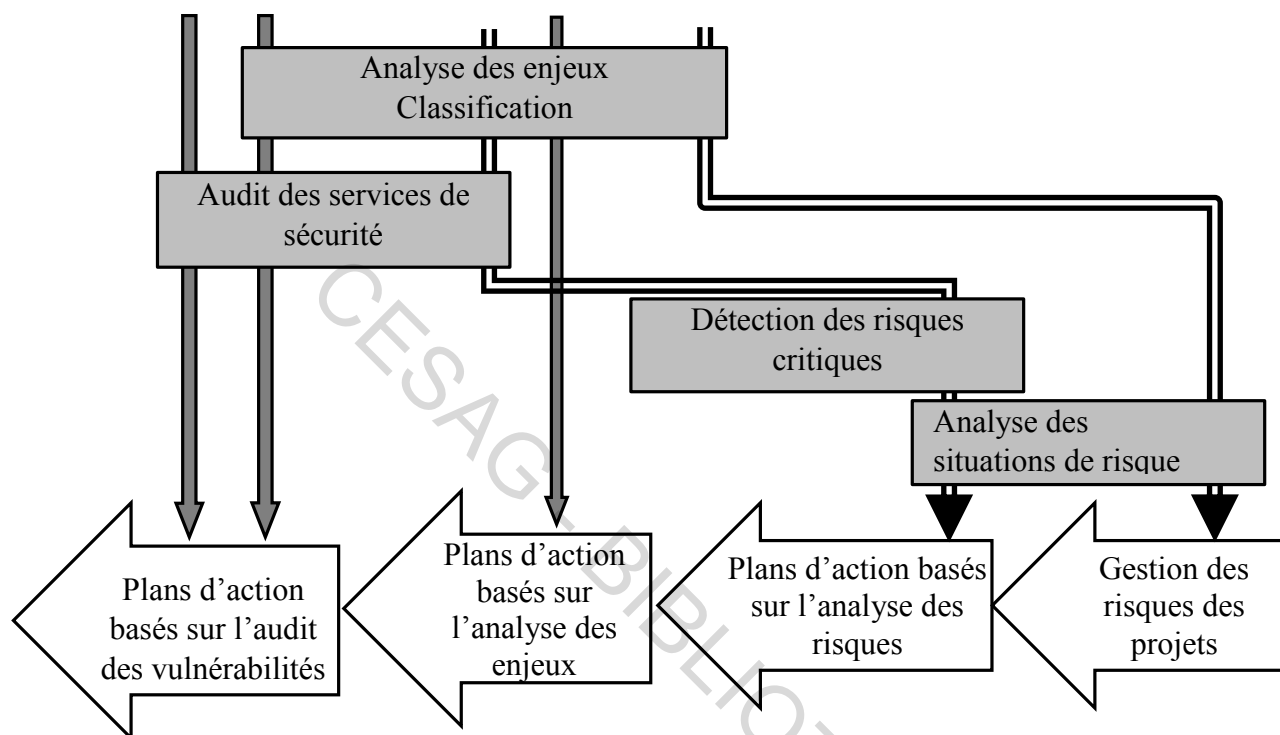 Analyse des enjeux
Classification
Audit des services de
sécurité
Détection des risques
critiques
Analyse des
situations de risque
Plans d’action
basés sur l’audit
des vulnérabilités
Plans d’action
basés sur
l’analyse des
enjeux
Plans d’action basés
sur l’analyse des
risques
Gestion des
risques des
projets
CESAG - BIBLIOT